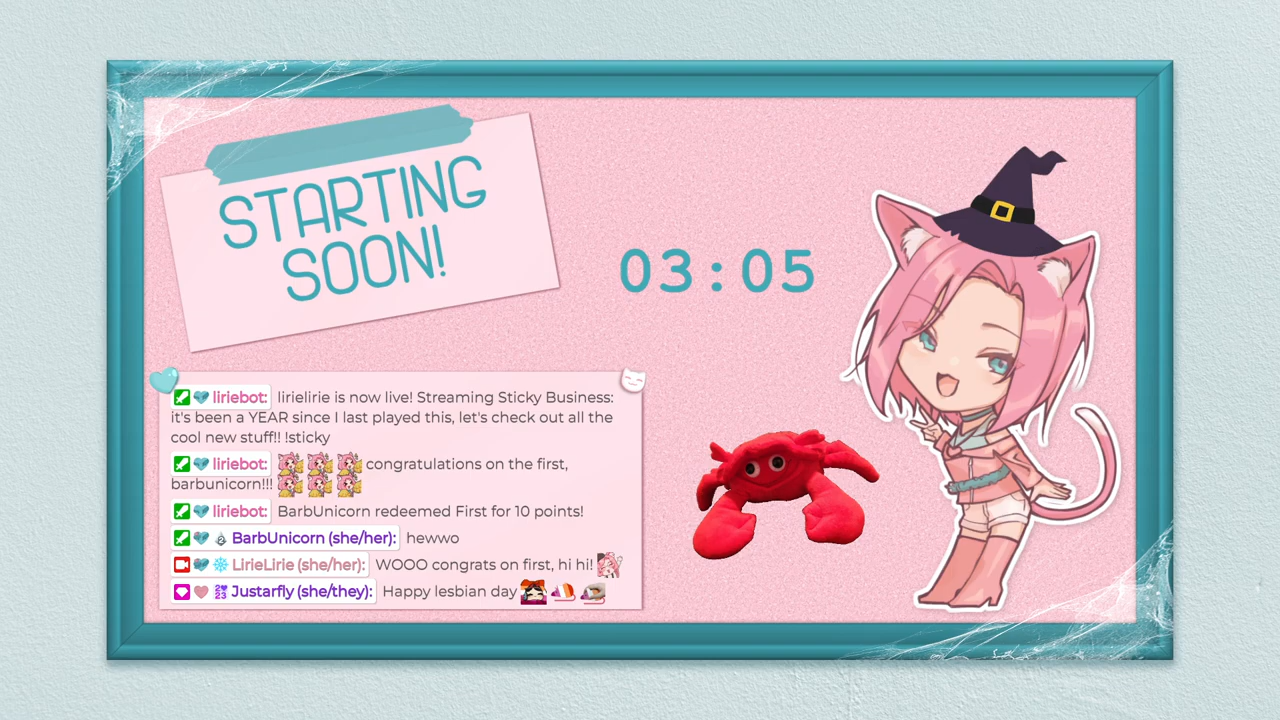 STARTING
SOON!
03:05
liriebot: lirielirie is now live! Streaming Sticky Business:
it's been a YEAR since I last played this, let's check out all the
cool new stuff!! !sticky
liriebot: congratulations on the first,
barbunicorn!!!
liriebot: BarbUnicorn redeemed First for 10 points!
BarbUnicorn (she/her): hewwo
LirieLirie (she/her): WOOO congrats on first, hi hi!
Justarfly (she/they): Happy lesbian day